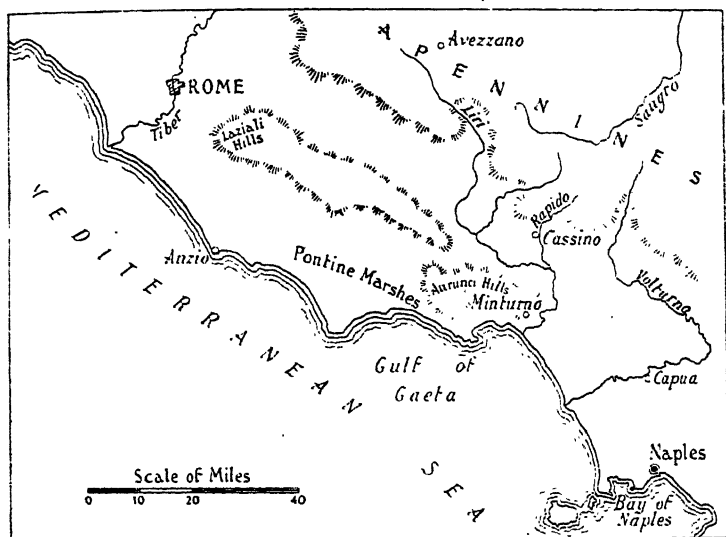 APENNINES
Avezzano
ROME
Tiber
Laziali
Hills
Liri
Sangro
Rapido
Cassino
MEDITERRANEAN SEA
Anzio
Pontine Marshes
Aurunci Hills
Minturno
Volturno
Gulf of
Gaeta
Capua
Scale of Miles
0 10 20 40
Naples
Bay of
Naples